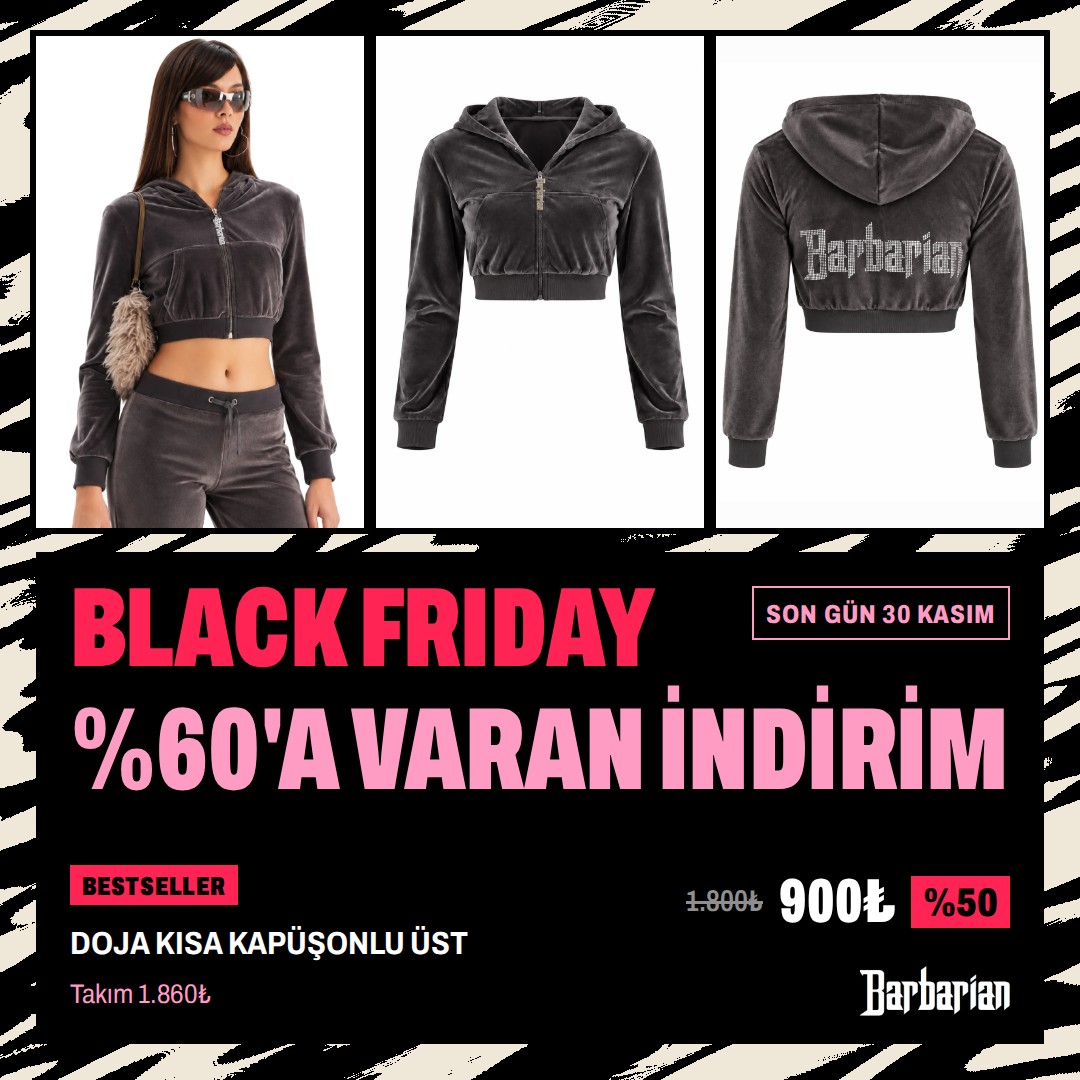 Barbarian
BLACK FRIDAY
SON GÜN 30 KASIM
%60'A VARAN İNDİRİM
BESTSELLER
1.800₺ 900₺ %50
DOJA KISA KAPÜŞONLU ÜST
Takım 1.860₺
Barbarian